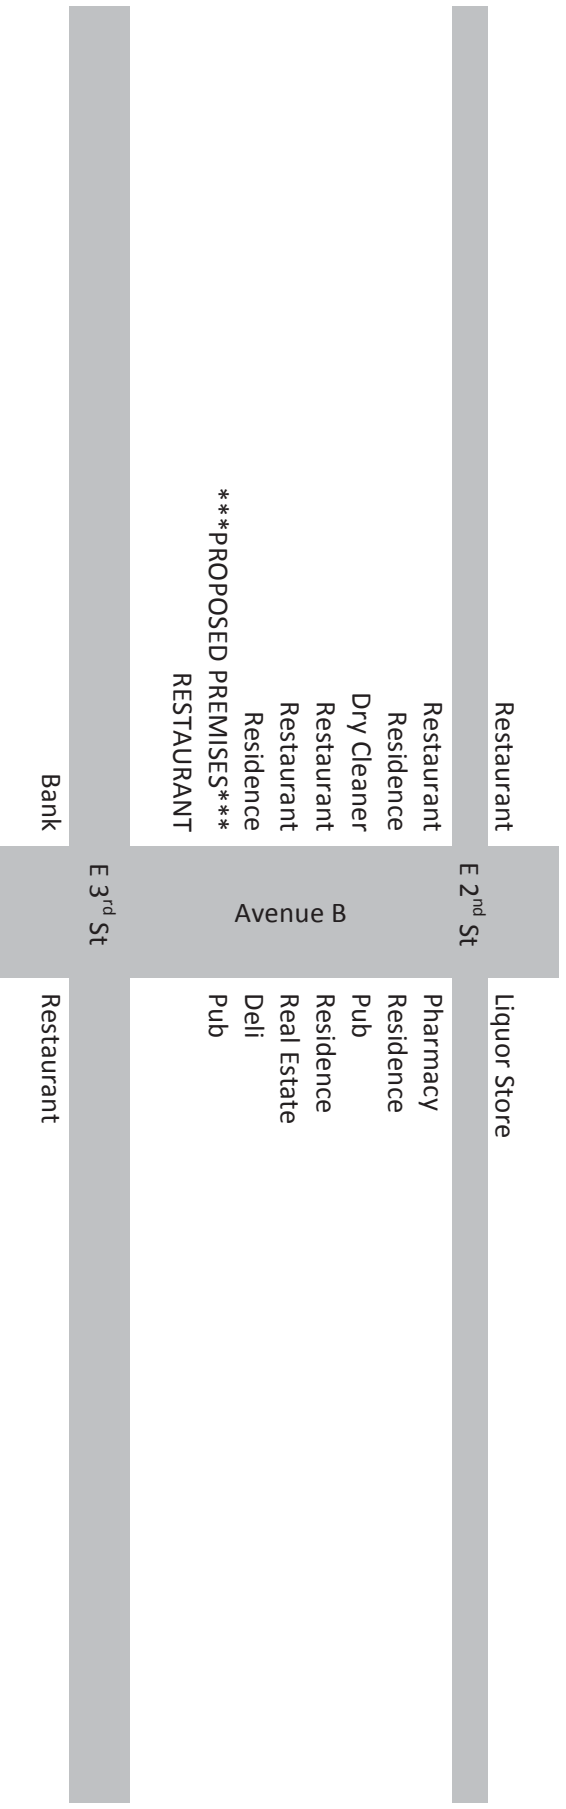 Restaurant
Restaurant
Residence
Dry Cleaner
Restaurant
Restaurant
Residence
***PROPOSED PREMISES***
RESTAURANT
Bank
E 2nd St
Avenue B
E 3rd St
Liquor Store
Pharmacy
Residence
Pub
Residence
Real Estate
Deli
Pub
Restaurant